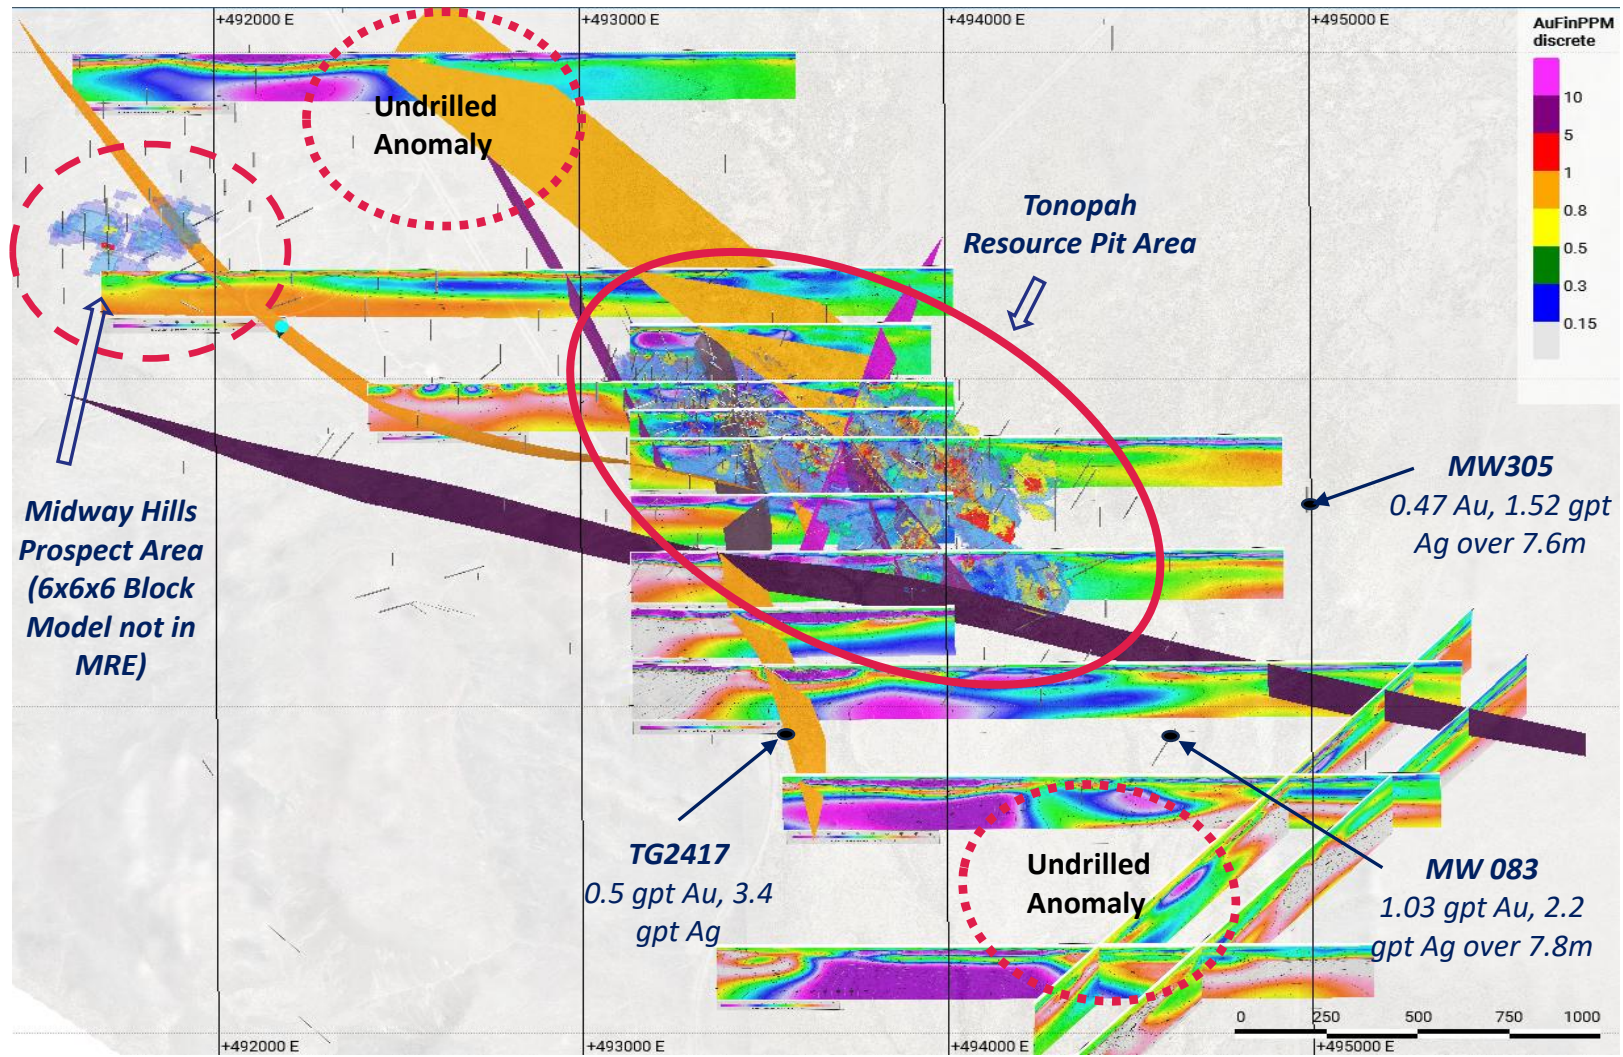 +492000 E
+493000 E
+494000 E
+495000 E
AuFinPPM
discrete
10
5
1
0.8
0.5
0.3
0.15
Undrilled
Anomaly
Tonopah
Resource Pit Area
Midway Hills
Prospect Area
(6x6x6 Block
Model not in
MRE)
MW305
0.47 Au, 1.52 gpt
Ag over 7.6m
TG2417
0.5 gpt Au, 3.4
gpt Ag
Undrilled
Anomaly
MW 083
1.03 gpt Au, 2.2
gpt Ag over 7.8m
0 250 500 750 1000
+492000 E
+493000 E
+494000 E
+495000 E